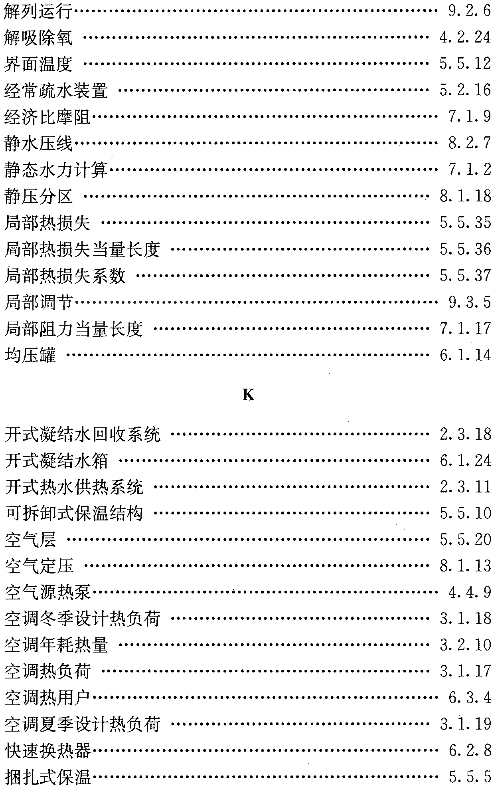 解列运行 9.2.6
解吸除氧 4.2.24
界面温度 5.5.12
经常疏水装置 5.2.16
经济比摩阻 7.1.9
静水压线 8.2.7
静态水力计算 7.1.2
静压分区 8.1.18
局部热损失 5.5.35
局部热损失当量长度 5.5.36
局部热损失系数 5.5.37
局部调节 9.3.5
局部阻力当量长度 7.1.17
均压罐 6.1.14
K
开式凝结水回收系统 2.3.18
开式凝结水箱 6.1.24
开式热水供热系统 2.3.11
可拆卸式保温结构 5.5.10
空气层 5.5.20
空气定压 8.1.13
空气源热泵 4.4.9
空调冬季设计热负荷 3.1.18
空调年耗热量 3.2.10
空调热负荷 3.1.17
空调热用户 6.3.4
空调夏季设计热负荷 3.1.19
快速换热器 6.2.8
捆扎式保温 5.5.5